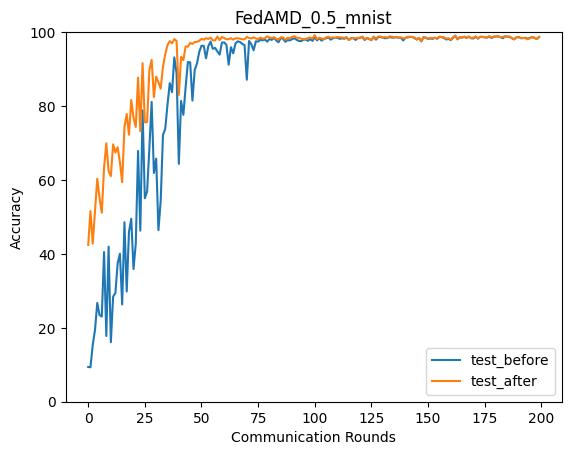 FedAMD_0.5_mnist
100
80
60
40
20
0
Accuracy
test_before
test_after
0 25 50 75 100 125 150 175 200
Communication Rounds